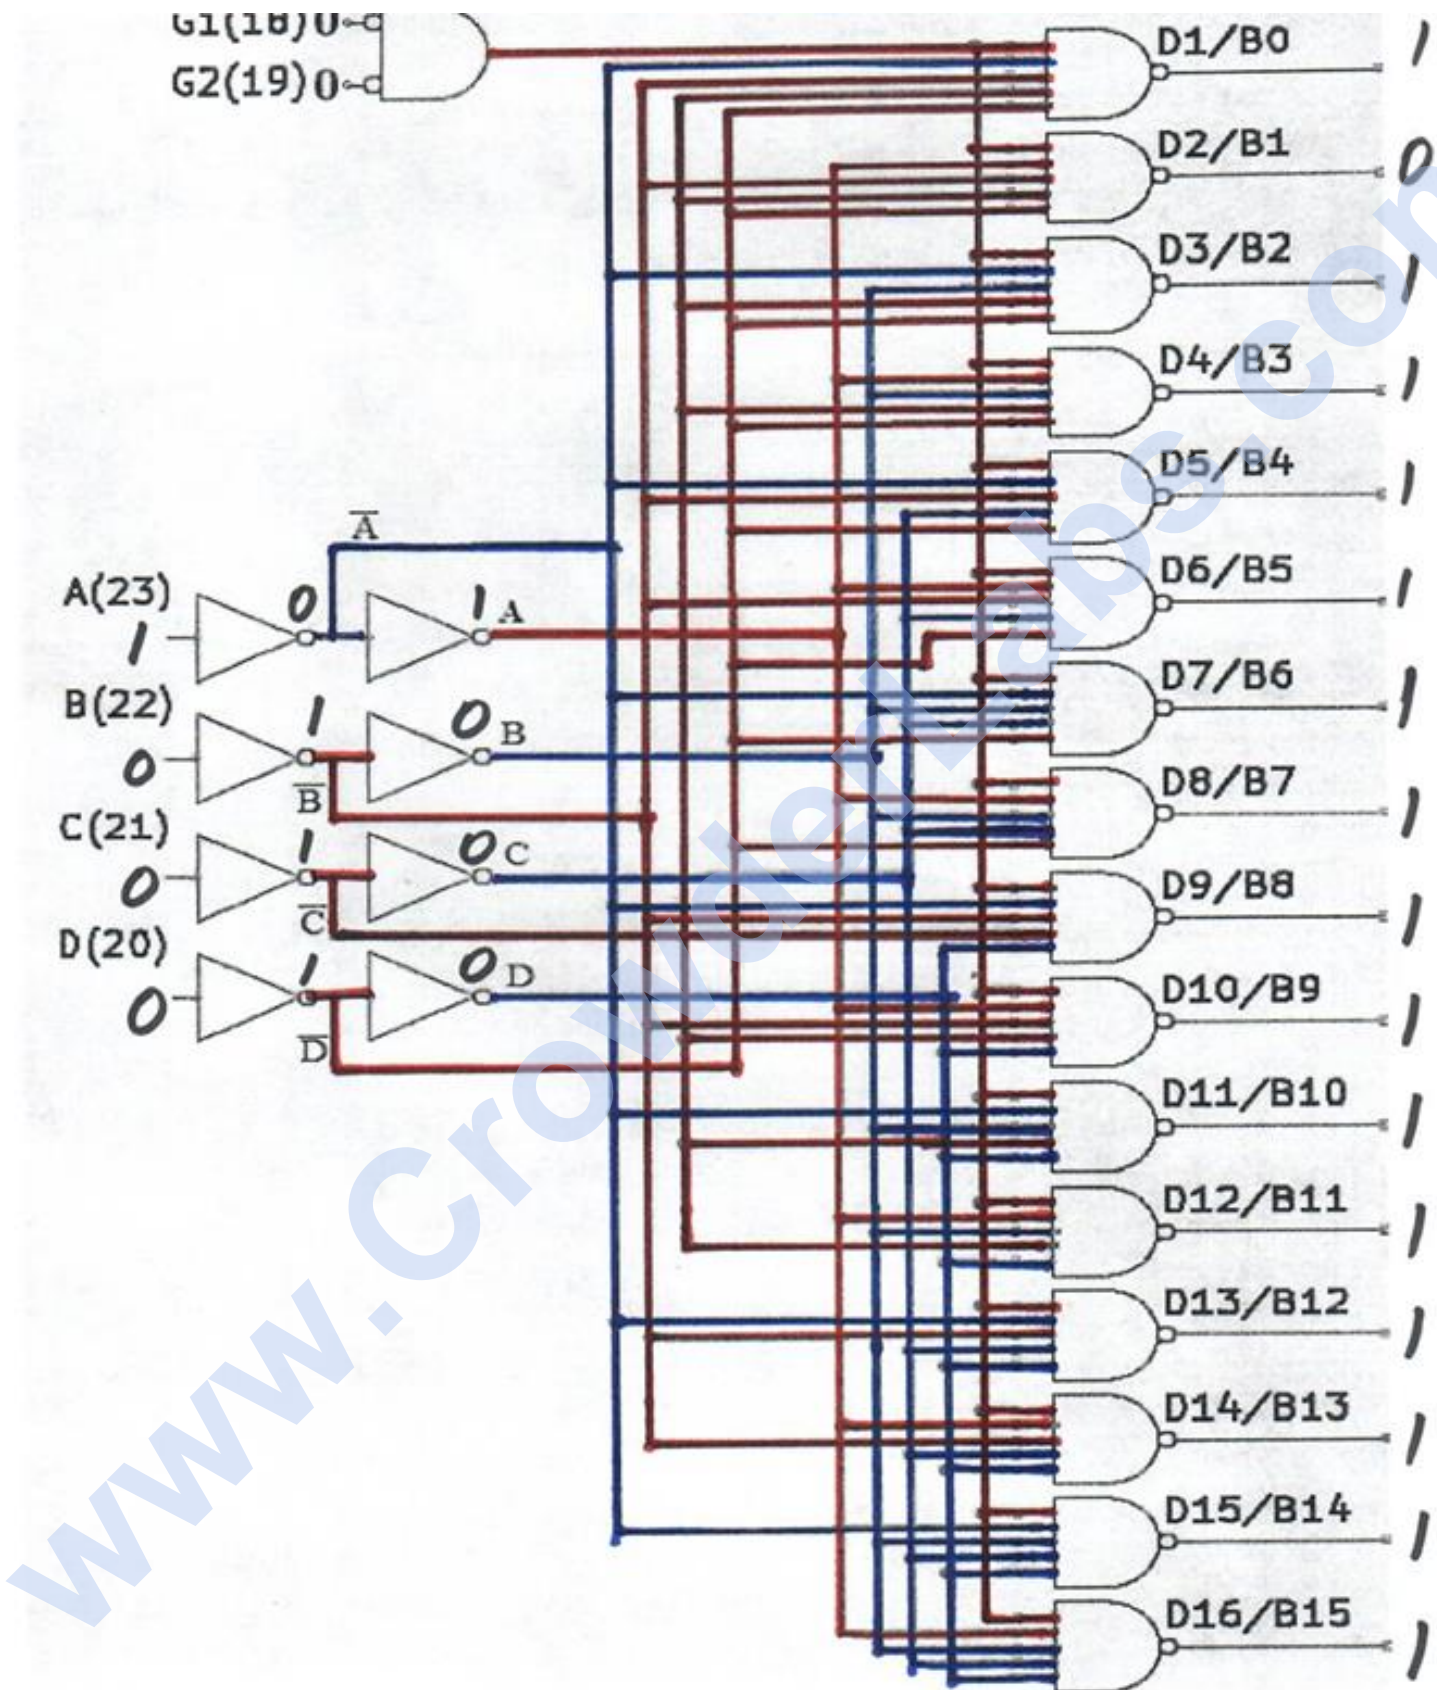 G1(18) 0
G2(19) 0
D1/B0 1
D2/B1 0
D3/B2 1
D4/B3 1
D5/B4 1
A̅
A(23) 1 0 1 A
D6/B5 1
B(22) 0 1 0 B
B̅
D7/B6 1
C(21) 0 1 0 C
C̅
D8/B7 1
D(20) 0 1 0 D
D̅
D9/B8 1
D10/B9 1
D11/B10 1
D12/B11 1
D13/B12 1
D14/B13 1
D15/B14 1
D16/B15 1
www.CrowderLabs.com